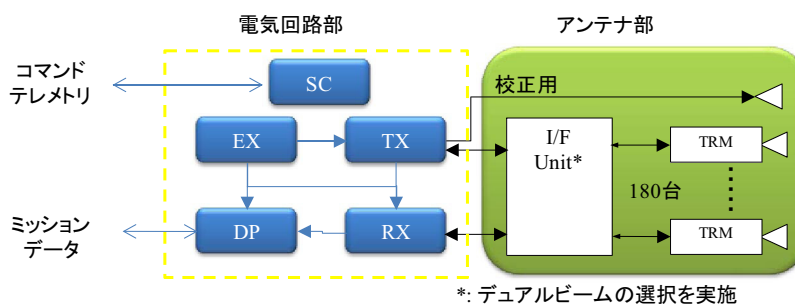 電気回路部
アンテナ部
コマンド
テレメトリ
SC
校正用
EX
TX
I/F
Unit*
TRM
180台
ミッション
データ
DP
RX
TRM
*: デュアルビームの選択を実施